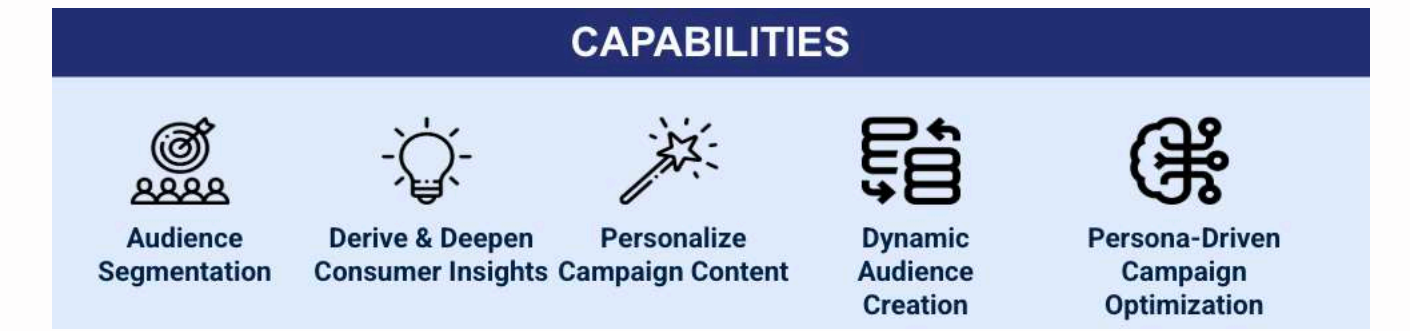 CAPABILITIES
Audience
Segmentation
Derive & Deepen
Consumer Insights
Personalize
Campaign Content
Dynamic
Audience
Creation
Persona-Driven
Campaign
Optimization